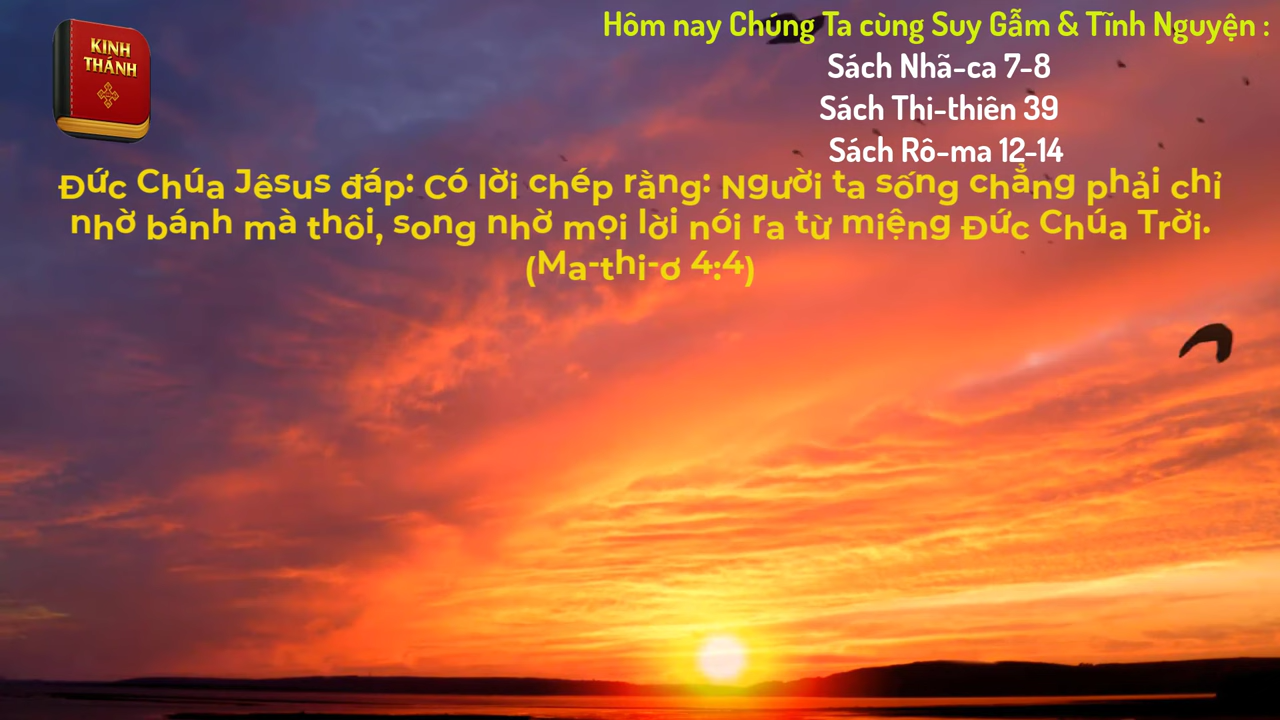 KINH
THÁNH
Hôm nay Chúng Ta cùng Suy Gẫm & Tĩnh Nguyện :
Sách Nhã-ca 7-8
Sách Thi-thiên 39
Sách Rô-ma 12-14
Đức Chúa Jêsus đáp: Có lời chép rằng: Người ta sống chẳng phải chỉ
nhờ bánh mà thôi, song nhờ mọi lời nói ra từ miệng Đức Chúa Trời.
(Ma-thi-ơ 4:4)